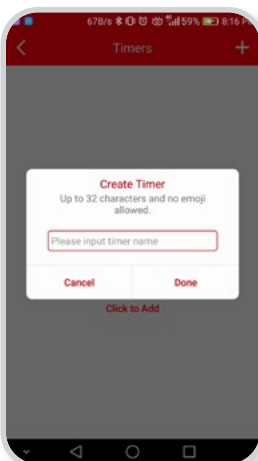 67B/s 59% 8:16 PM
Timers
Create Timer
Up to 32 characters and no emoji
allowed.
Please input timer name
Cancel Done
Click to Add